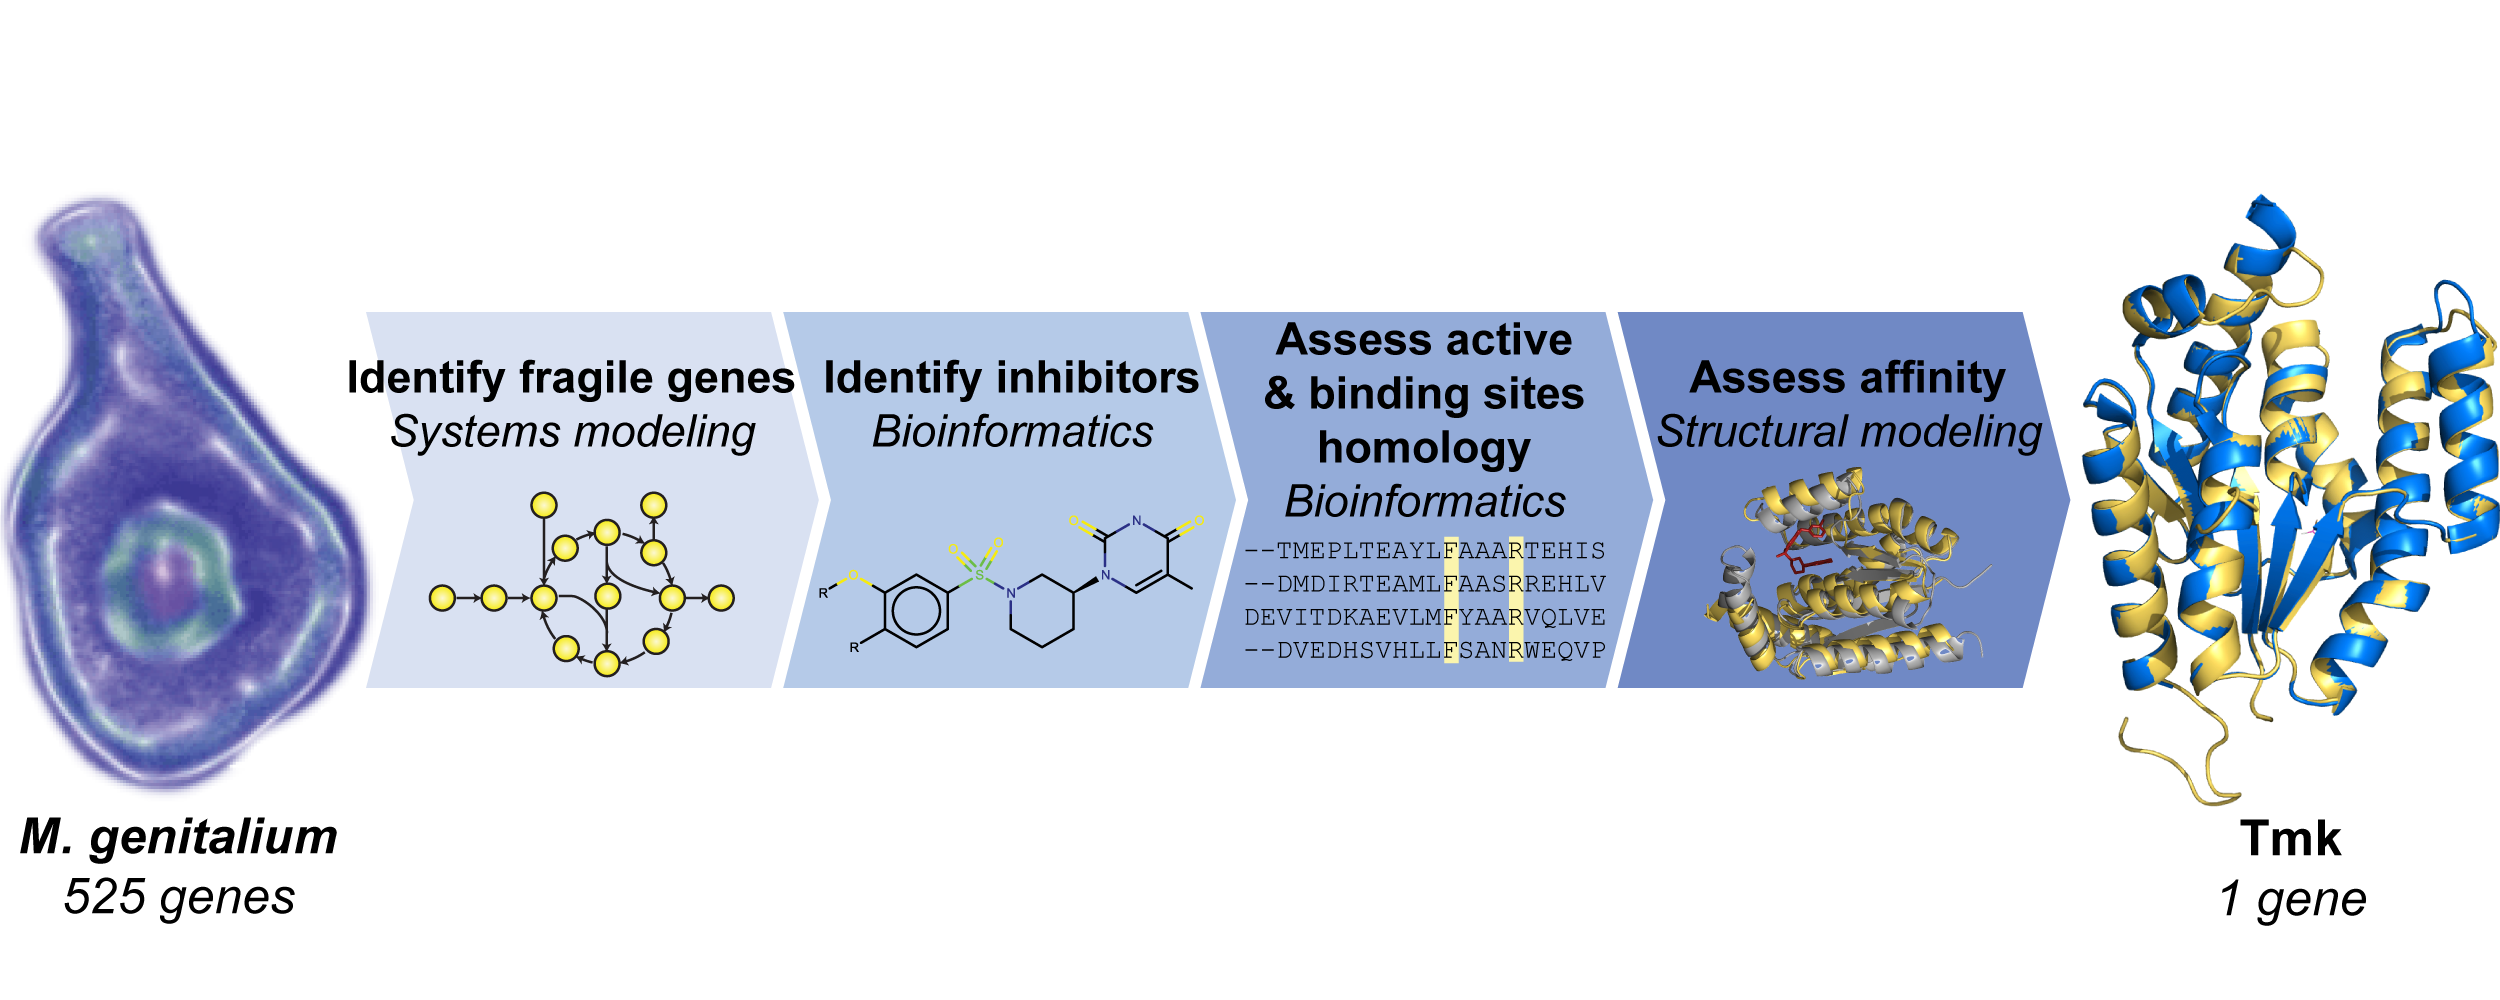 M. genitalium
525 genes
Identify fragile genes
Systems modeling
Identify inhibitors
Bioinformatics
O
N
O
O
O
S
N
N
O
R
R
Assess active
& binding sites
homology
Bioinformatics
--TMEPLTEAYLFAAARTEHIS
--DMDIRTEAMLFAASRREHLV
DEVITDKAEVLMFYAARVQLVE
--DVEDHSVHLLFSANRWEQVP
Assess affinity
Structural modeling
Tmk
1 gene